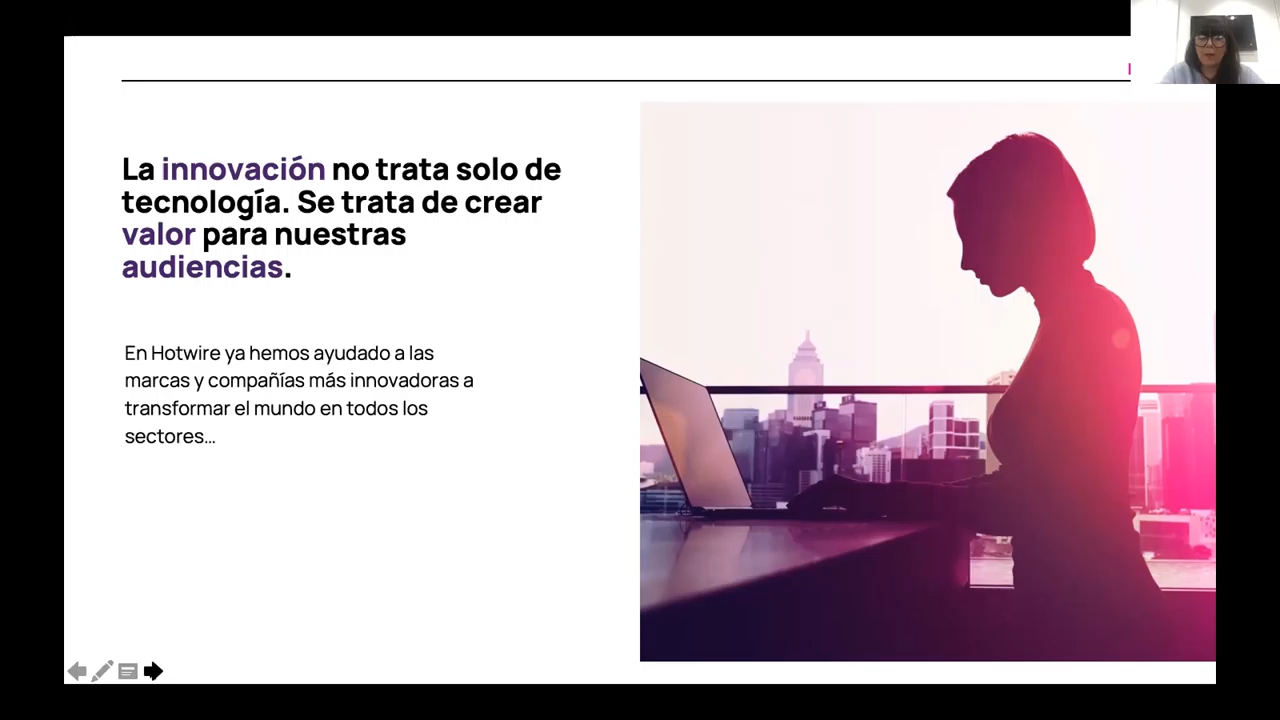 La innovación no trata solo de
tecnología. Se trata de crear
valor para nuestras
audiencias.
En Hotwire ya hemos ayudado a las
marcas y compañías más innovadoras a
transformar el mundo en todos los
sectores...